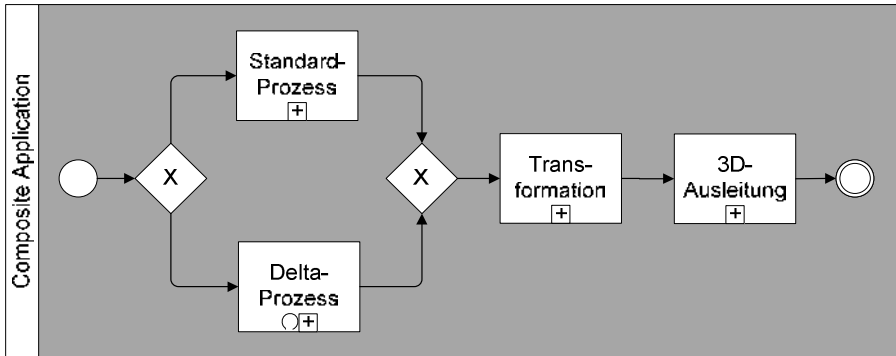 Composite Application
Standard-
Prozess
+
X
X
Trans-
formation
+
3D-
Ausleitung
+
Delta-
Prozess
+